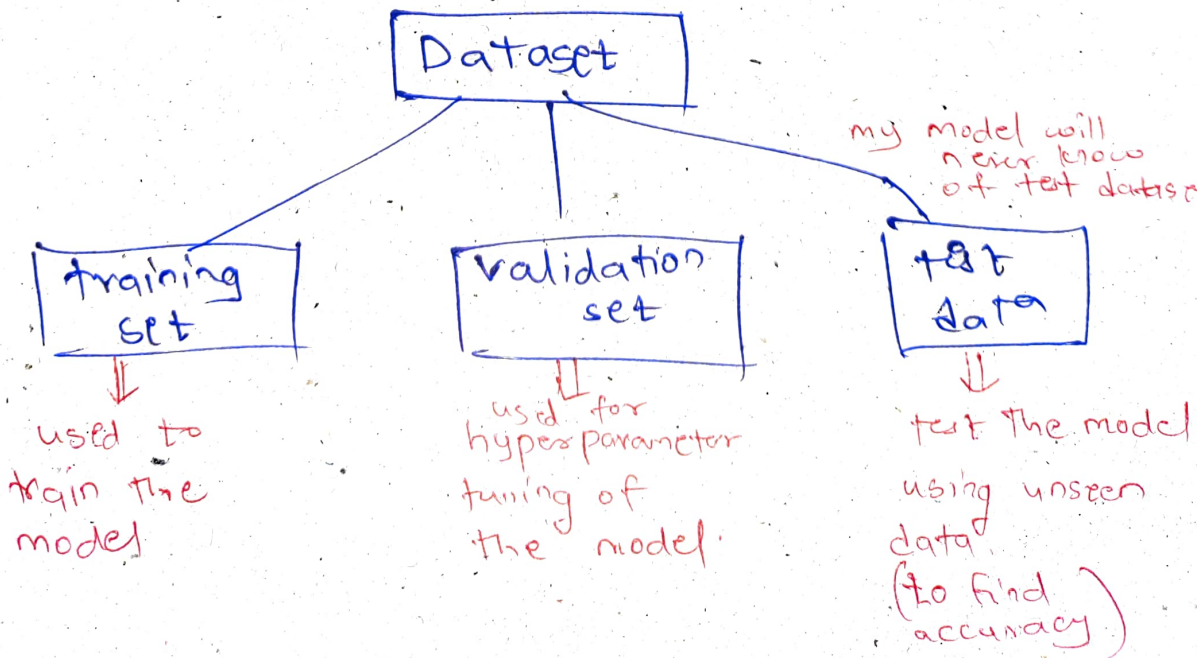 Dataset
my model will
never know
of test datase
training
set
validation
set
test
data
used to
train the
model
used for
hyperparameter
tuning of
the model.
test The model
using unseen
data
(to find
accuracy)